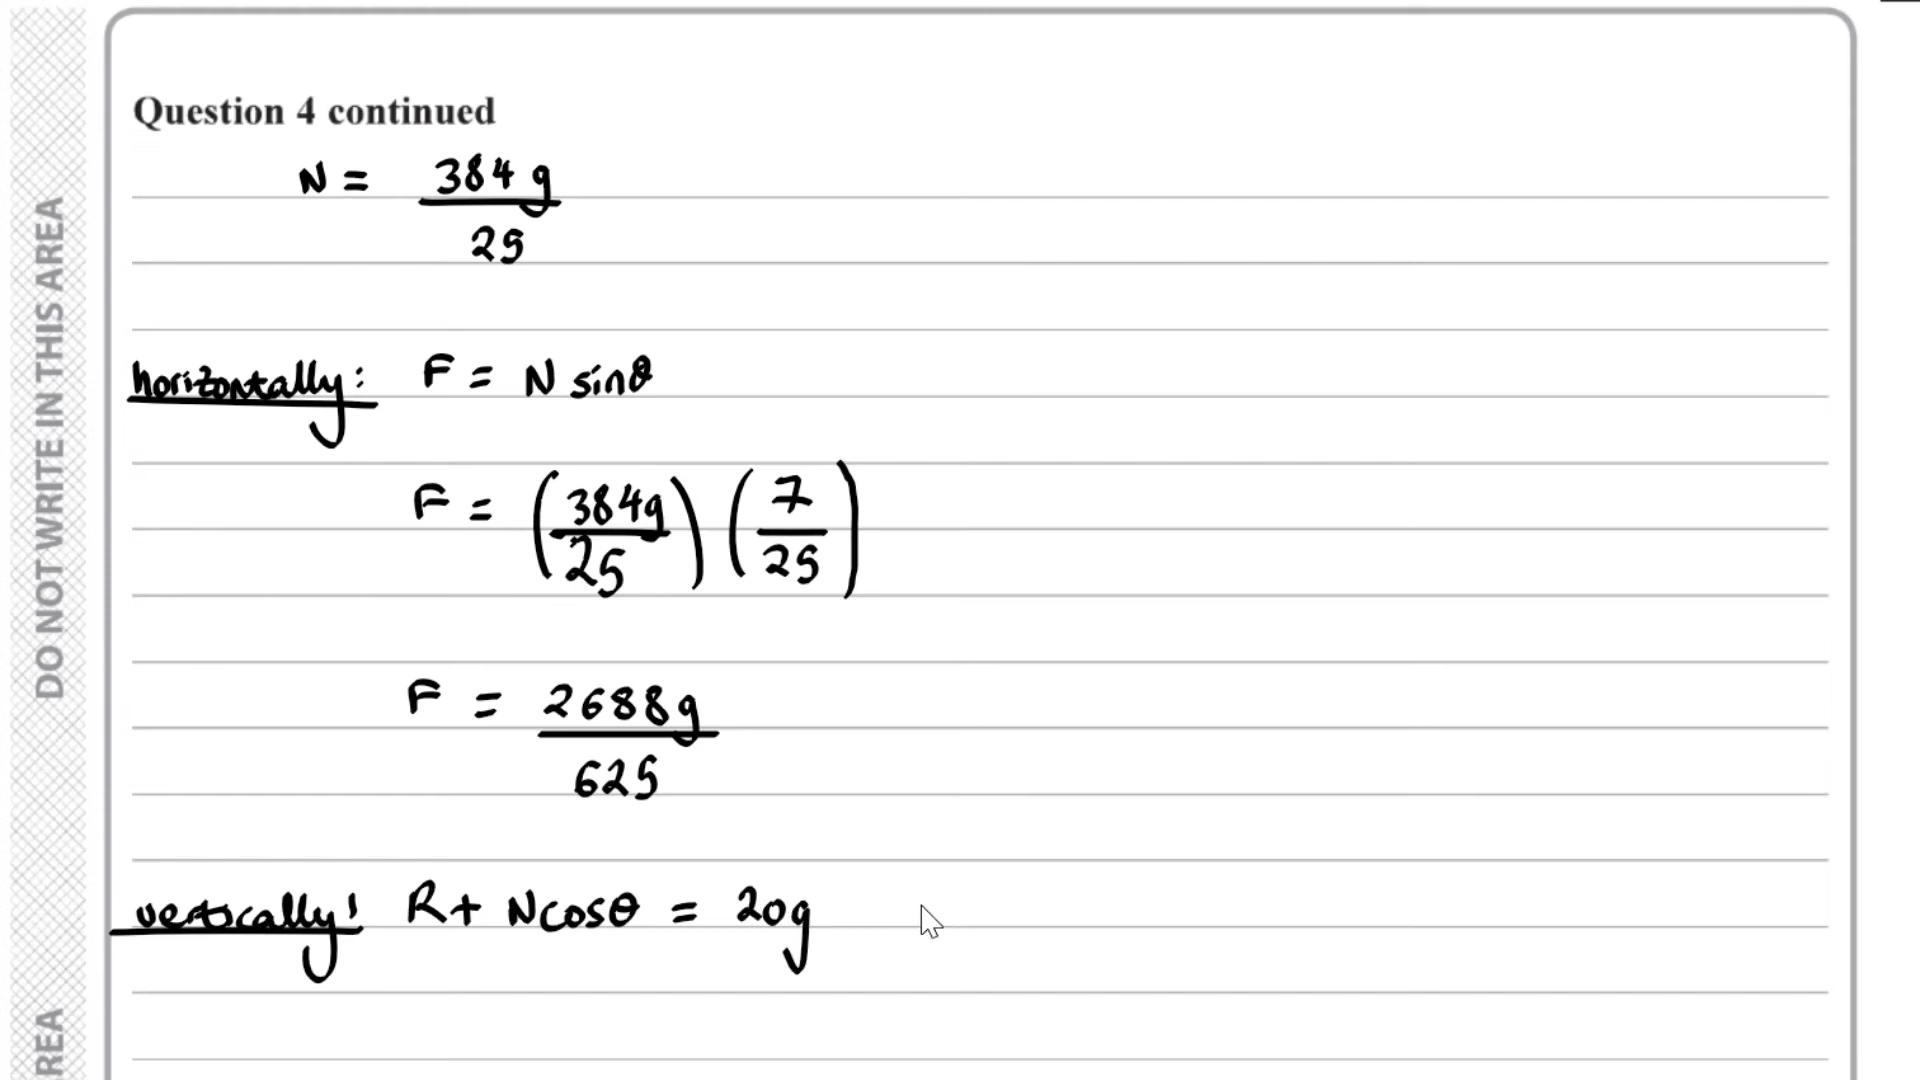 Question 4 continued
N = 384g / 25
horizontally: F = N sinθ
F = (384g / 25) (7 / 25)
F = 2688g / 625
vertically: R + Ncosθ = 20g
DO NOT WRITE IN THIS AREA
REA